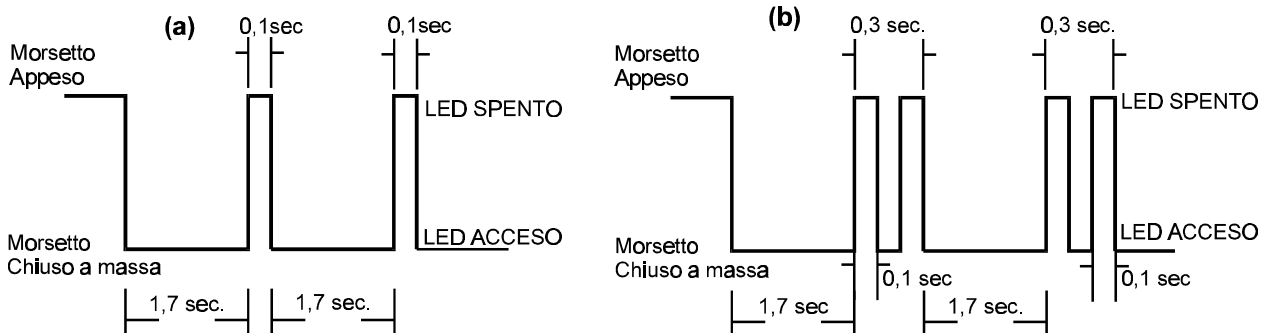 (a)
0,1sec
0,1sec
Morsetto
Appeso
LED SPENTO
Morsetto
Chiuso a massa
LED ACCESO
1,7 sec.
1,7 sec.
(b)
0,3 sec.
0,3 sec.
Morsetto
Appeso
LED SPENTO
Morsetto
Chiuso a massa
LED ACCESO
0,1 sec
0,1 sec
1,7 sec.
1,7 sec.